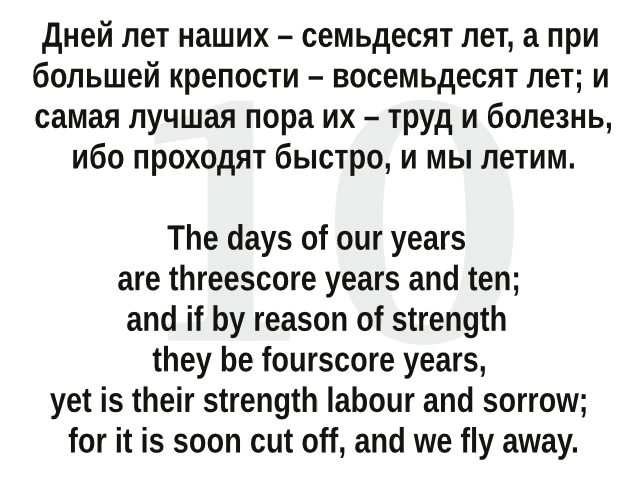 Дней лет наших – семьдесят лет, а при
большей крепости – восемьдесят лет; и
самая лучшая пора их – труд и болезнь,
ибо проходят быстро, и мы летим.
10
The days of our years
are threescore years and ten;
and if by reason of strength
they be fourscore years,
yet is their strength labour and sorrow;
for it is soon cut off, and we fly away.